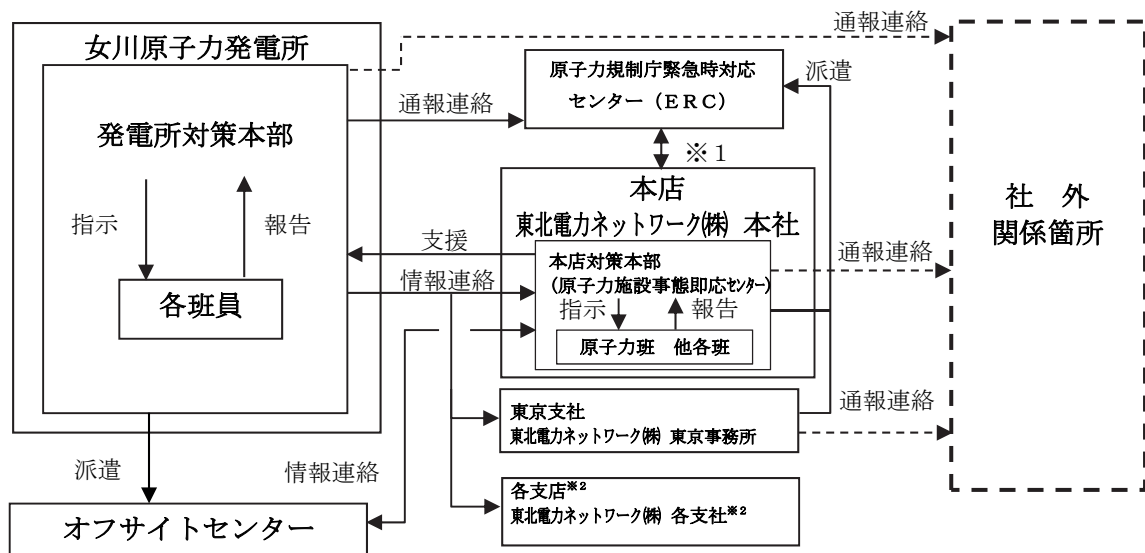 女川原子力発電所
発電所対策本部
指示
報告
各班員
派遣
オフサイトセンター
通報連絡
通報連絡
原子力規制庁緊急時対応
センター（ＥＲＣ）
派遣
※１
本店
東北電力ネットワーク㈱ 本社
支援
情報連絡
本店対策本部
(原子力施設事態即応センター)
指示
報告
原子力班　他各班
通報連絡
東京支社
東北電力ネットワーク㈱ 東京事務所
通報連絡
情報連絡
各支店※2
東北電力ネットワーク㈱ 各支社※2
社　外
関係箇所